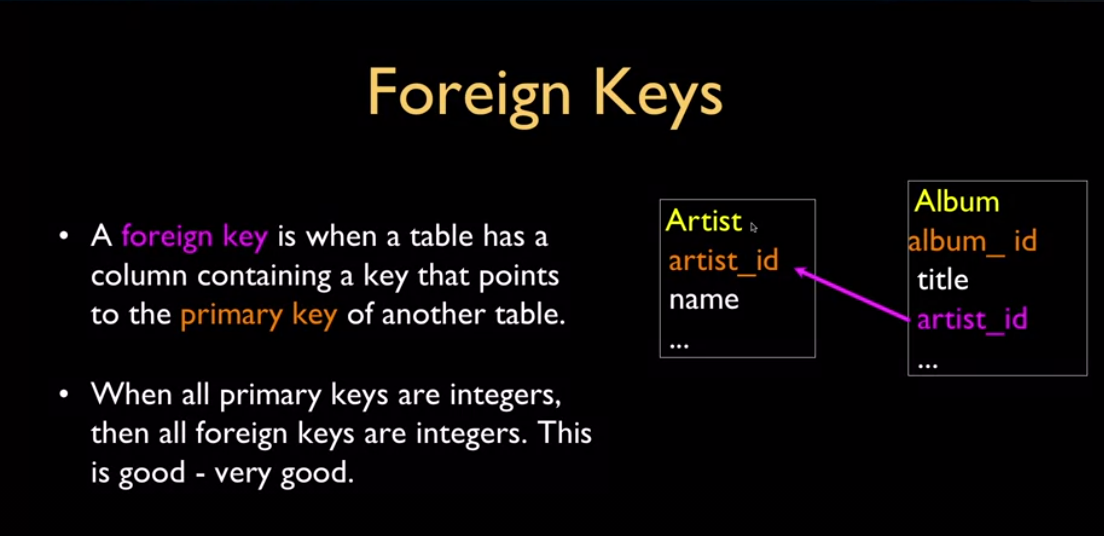 Foreign Keys
• A foreign key is when a table has a
column containing a key that points
to the primary key of another table.
• When all primary keys are integers,
then all foreign keys are integers. This
is good - very good.
Artist
artist_id
name
...
Album
album_ id
title
artist_id
...